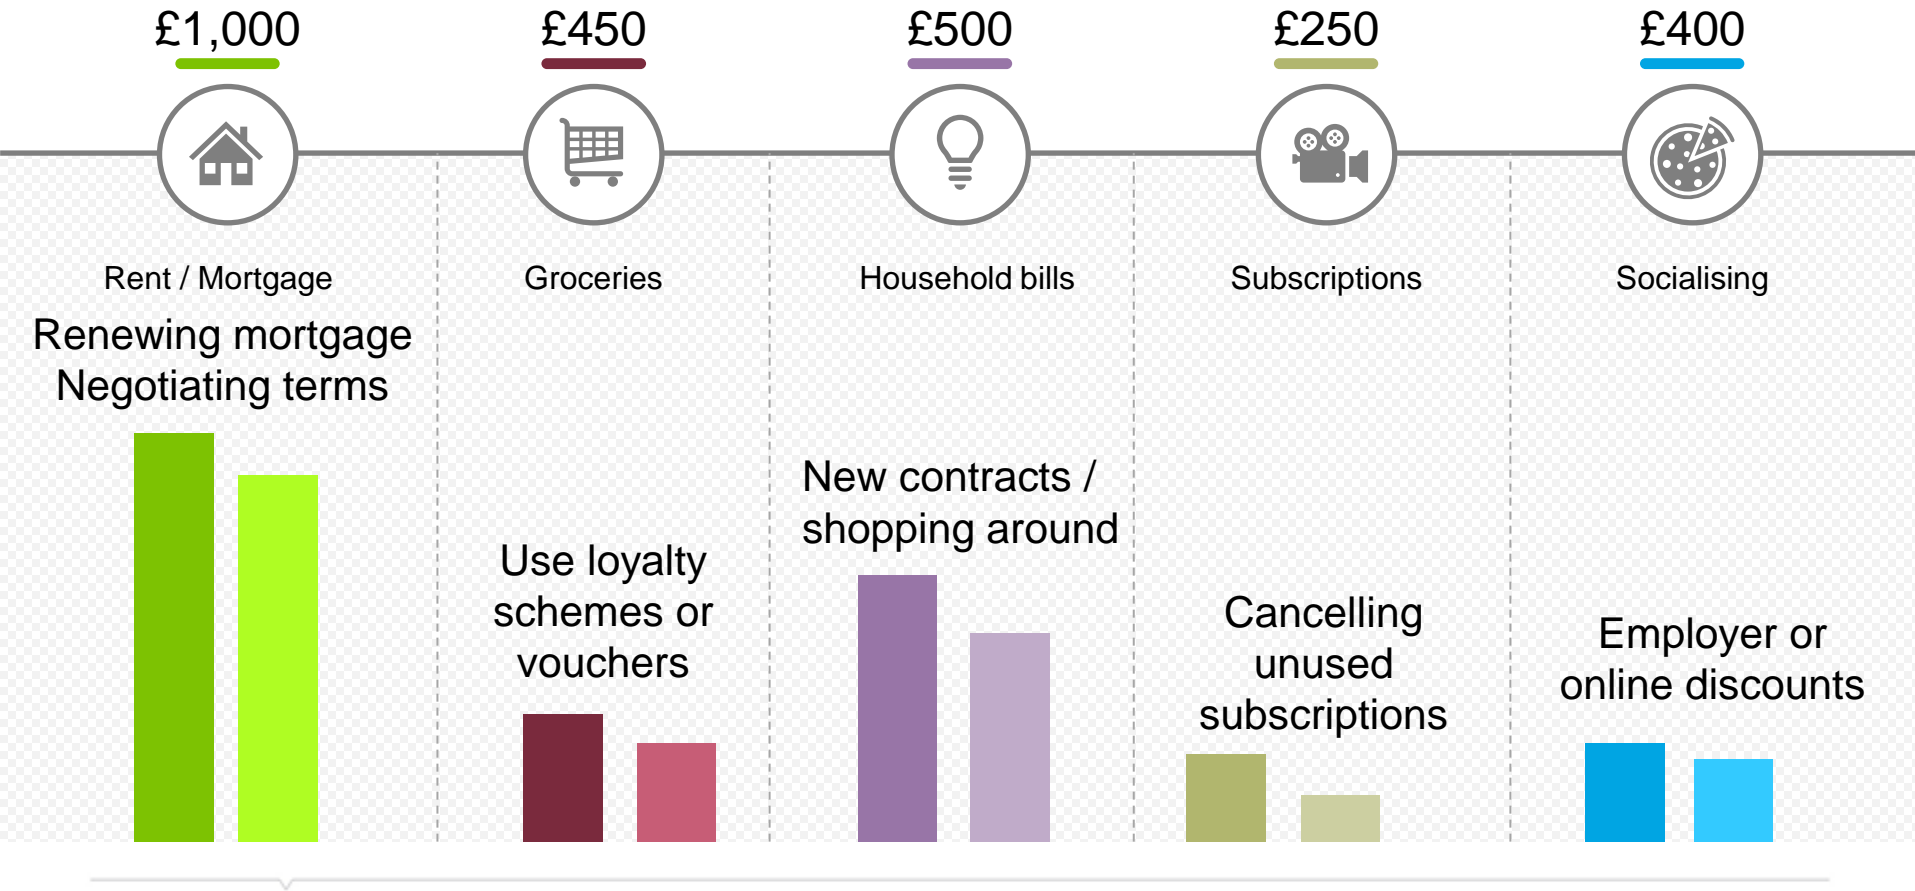 £1,000
£450
£500
£250
£400
Rent / Mortgage
Groceries
Household bills
Subscriptions
Socialising
Renewing mortgage
Negotiating terms
Use loyalty
schemes or
vouchers
New contracts /
shopping around
Cancelling
unused
subscriptions
Employer or
online discounts